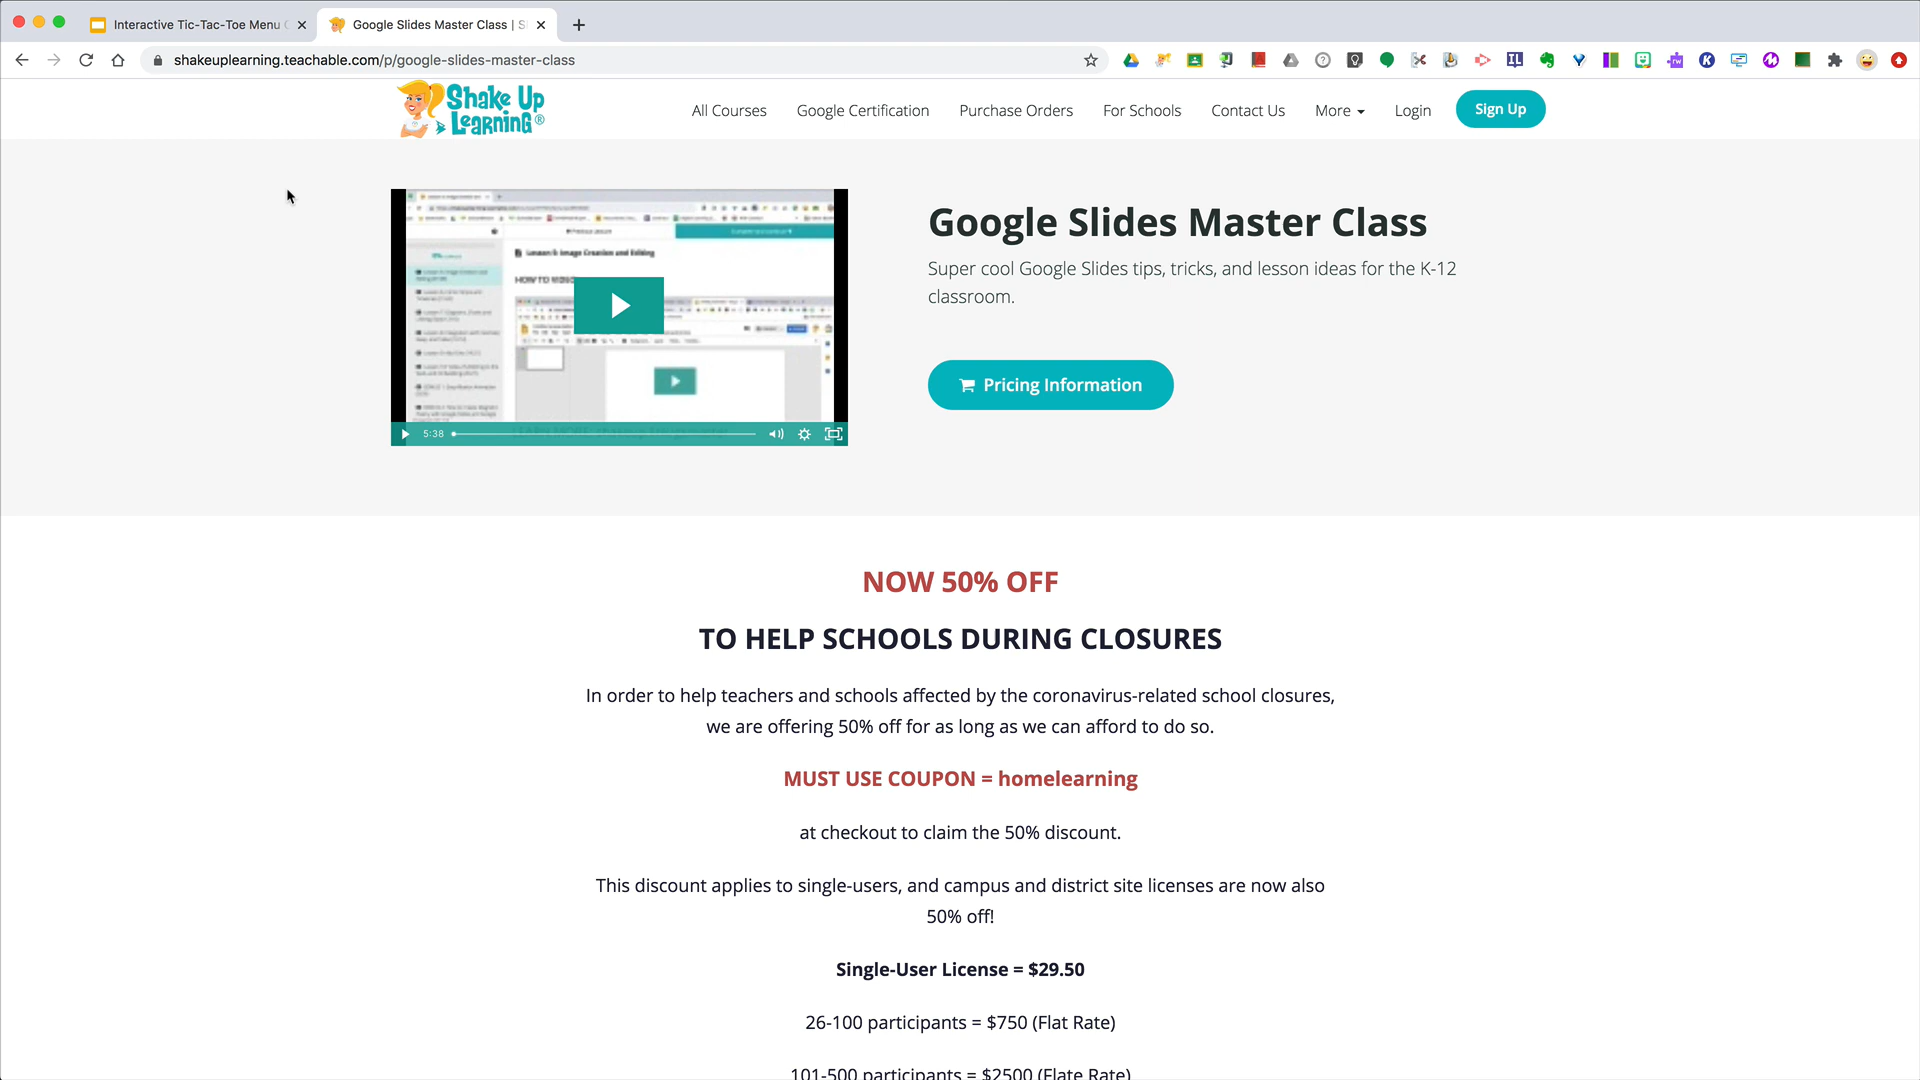 Interactive Tic-Tac-Toe Menu
Google Slides Master Class | S
shakeuplearning.teachable.com/p/google-slides-master-class
Shake Up
Learning®
All Courses
Google Certification
Purchase Orders
For Schools
Contact Us
More
Login
Sign Up
Lesson 5: Image Creation and Editing
5:38
Google Slides Master Class
Super cool Google Slides tips, tricks, and lesson ideas for the K-12
classroom.
Pricing Information
NOW 50% OFF
TO HELP SCHOOLS DURING CLOSURES
In order to help teachers and schools affected by the coronavirus-related school closures,
we are offering 50% off for as long as we can afford to do so.
MUST USE COUPON = homelearning
at checkout to claim the 50% discount.
This discount applies to single-users, and campus and district site licenses are now also
50% off!
Single-User License = $29.50
26-100 participants = $750 (Flat Rate)
101-500 participants = $2500 (Flate Rate)